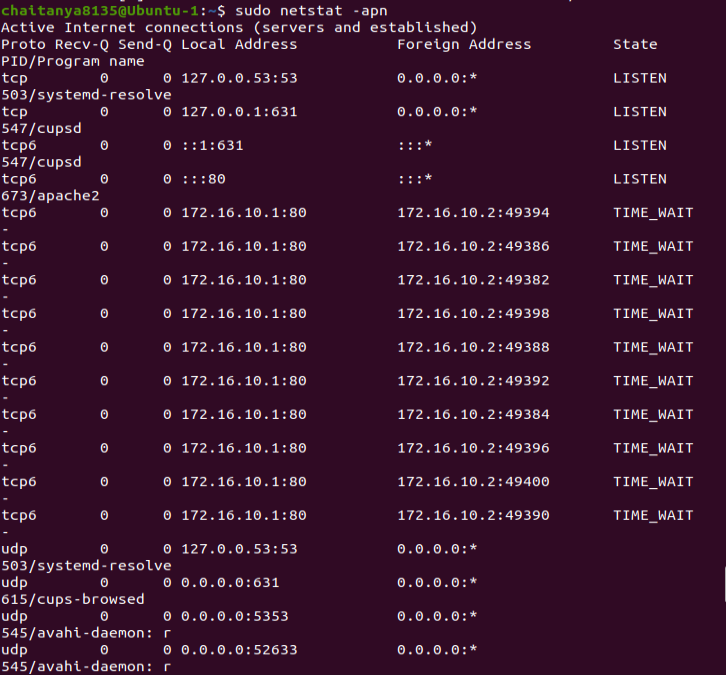 chaitanya8135@Ubuntu-1:~$ sudo netstat -apn
Active Internet connections (servers and established)
Proto Recv-Q Send-Q Local Address           Foreign Address         State
PID/Program name
tcp        0      0 127.0.0.53:53           0.0.0.0:*               LISTEN
503/systemd-resolve
tcp        0      0 127.0.0.1:631           0.0.0.0:*               LISTEN
547/cupsd
tcp6       0      0 ::1:631                 :::*                    LISTEN
547/cupsd
tcp6       0      0 :::80                   :::*                    LISTEN
673/apache2
tcp6       0      0 172.16.10.1:80          172.16.10.2:49394       TIME_WAIT
-
tcp6       0      0 172.16.10.1:80          172.16.10.2:49386       TIME_WAIT
-
tcp6       0      0 172.16.10.1:80          172.16.10.2:49382       TIME_WAIT
-
tcp6       0      0 172.16.10.1:80          172.16.10.2:49398       TIME_WAIT
-
tcp6       0      0 172.16.10.1:80          172.16.10.2:49388       TIME_WAIT
-
tcp6       0      0 172.16.10.1:80          172.16.10.2:49392       TIME_WAIT
-
tcp6       0      0 172.16.10.1:80          172.16.10.2:49384       TIME_WAIT
-
tcp6       0      0 172.16.10.1:80          172.16.10.2:49396       TIME_WAIT
-
tcp6       0      0 172.16.10.1:80          172.16.10.2:49400       TIME_WAIT
-
tcp6       0      0 172.16.10.1:80          172.16.10.2:49390       TIME_WAIT
-
udp        0      0 127.0.0.53:53           0.0.0.0:*
503/systemd-resolve
udp        0      0 0.0.0.0:631             0.0.0.0:*
615/cups-browsed
udp        0      0 0.0.0.0:5353            0.0.0.0:*
545/avahi-daemon: r
udp        0      0 0.0.0.0:52633           0.0.0.0:*
545/avahi-daemon: r